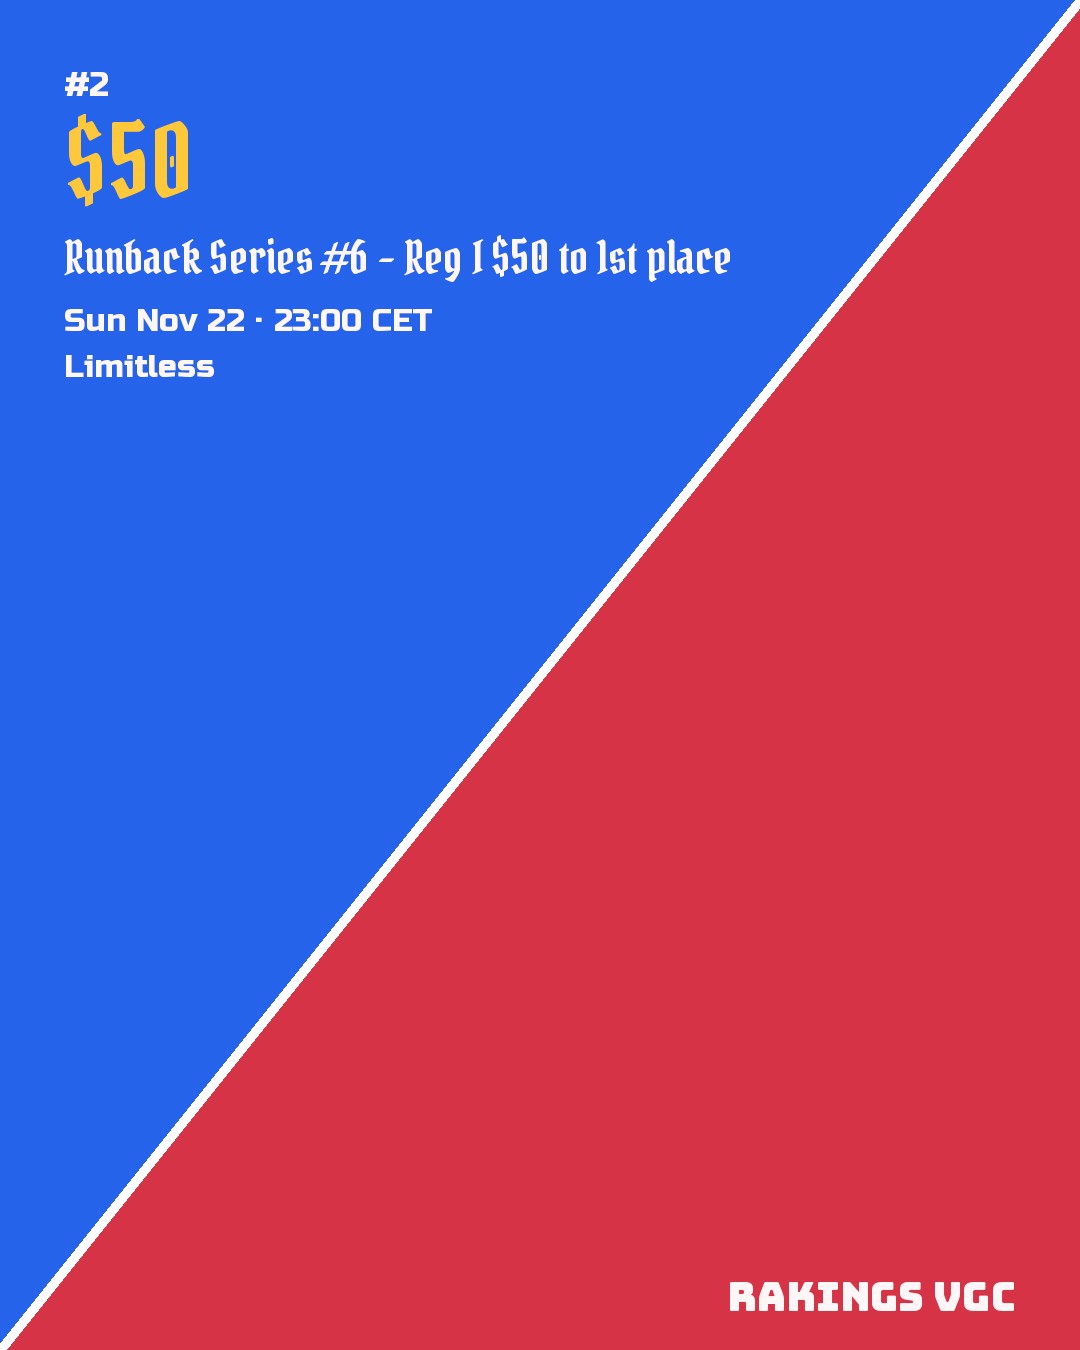 #2
$50
Runback Series #6 - Reg I $50 to 1st place
Sun Nov 22 · 23:00 CET
Limitless
RAKINGS VGC